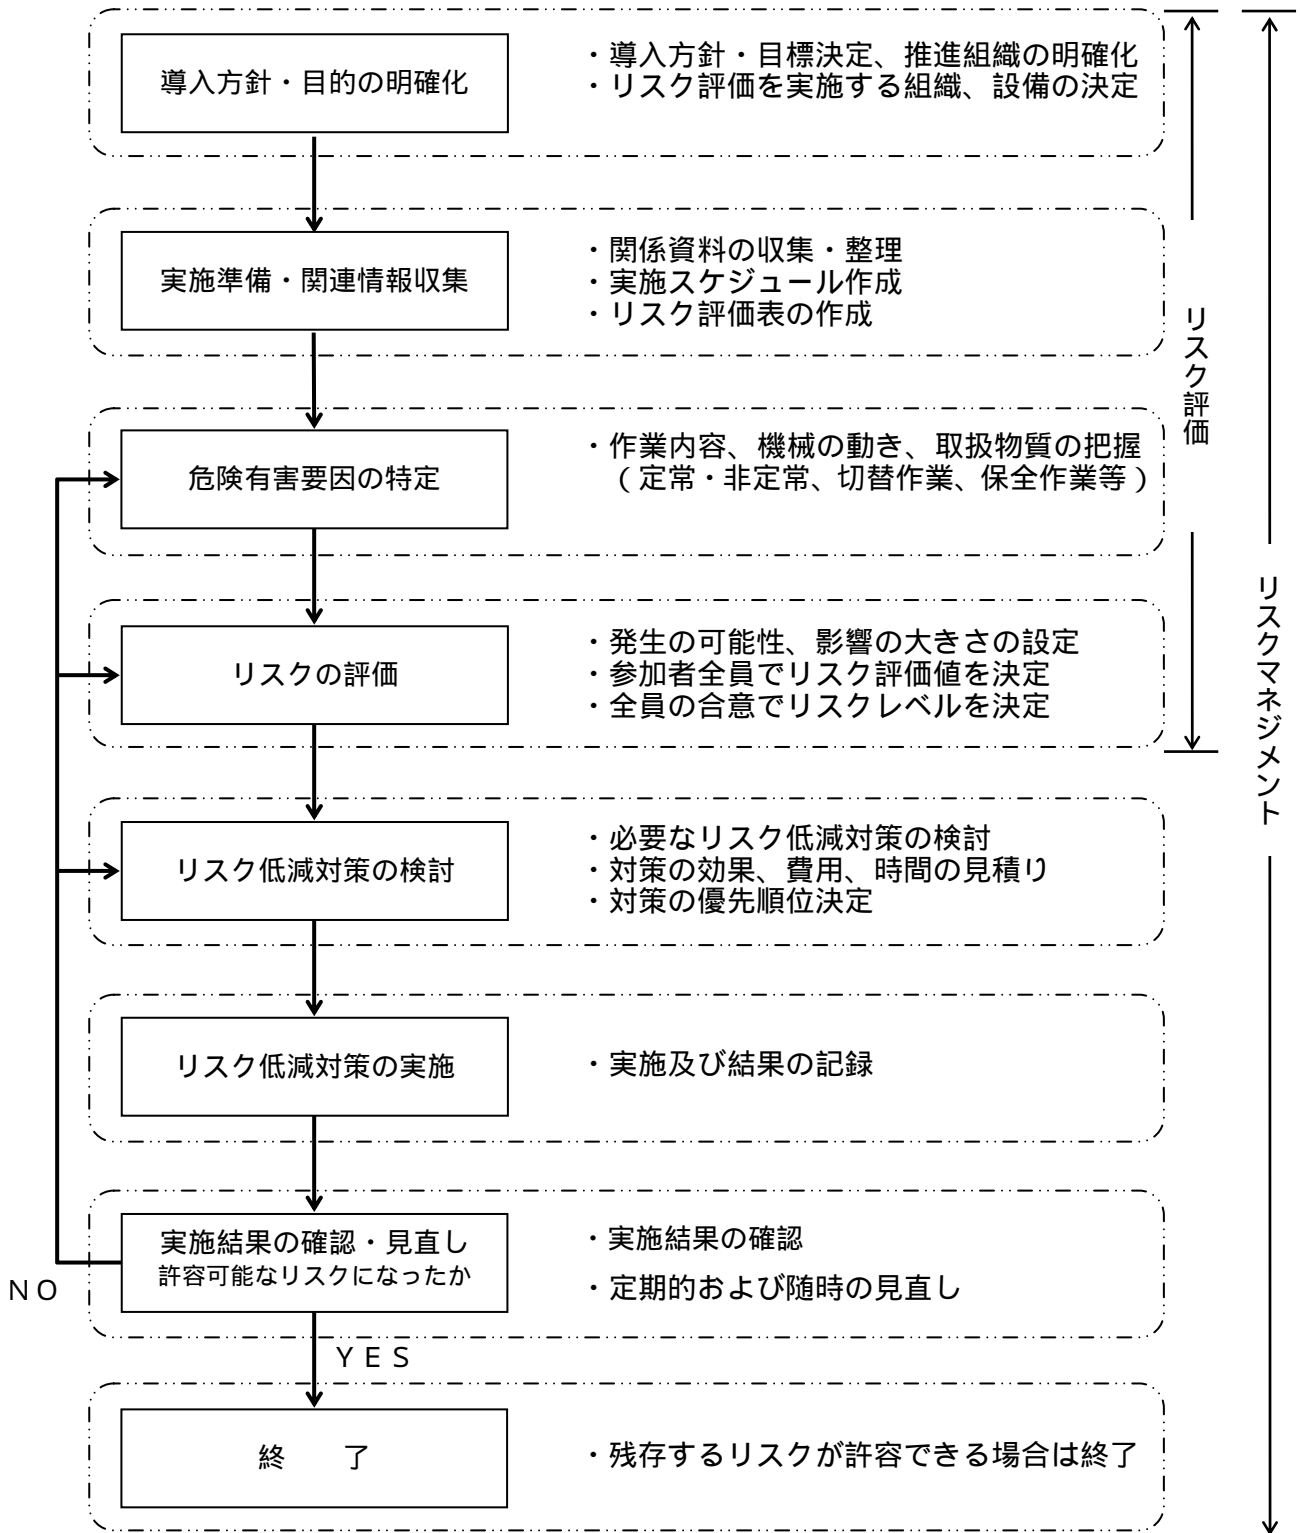 導入方針・目的の明確化
・導入方針・目標決定、推進組織の明確化
・リスク評価を実施する組織、設備の決定
実施準備・関連情報収集
・関係資料の収集・整理
・実施スケジュール作成
・リスク評価表の作成
リスク評価
危険有害要因の特定
・作業内容、機械の動き、取扱物質の把握
（定常・非定常、切替作業、保全作業等）
リスクの評価
・発生の可能性、影響の大きさの設定
・参加者全員でリスク評価値を決定
・全員の合意でリスクレベルを決定
リスクマネジメント
リスク低減対策の検討
・必要なリスク低減対策の検討
・対策の効果、費用、時間の見積り
・対策の優先順位決定
リスク低減対策の実施
・実施及び結果の記録
実施結果の確認・見直し
許容可能なリスクになったか
・実施結果の確認
・定期的および随時の見直し
ＮＯ
ＹＥＳ
終　　了
・残存するリスクが許容できる場合は終了